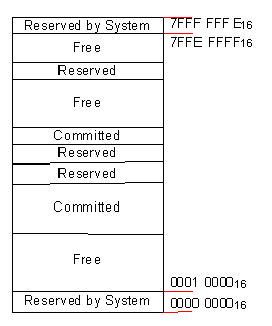 Reserved by System 7FFF FFF E16
Free 7FFE FFFF16
Reserved
Free
Committed
Reserved
Reserved
Committed
Free
0001 000016
Reserved by System 0000 000016